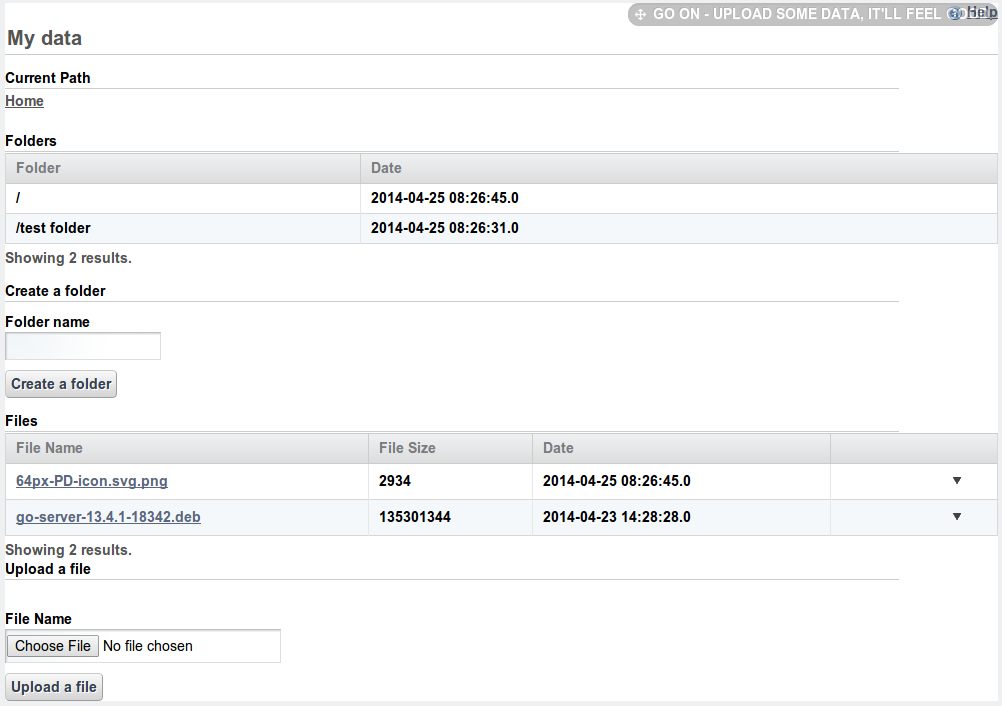 GO ON - UPLOAD SOME DATA, IT'LL FEEL
Help
My data
Current Path
Home
Folders
Folder Date
/ 2014-04-25 08:26:45.0
/test folder 2014-04-25 08:26:31.0
Showing 2 results.
Create a folder
Folder name
Create a folder
Files
File Name File Size Date
64px-PD-icon.svg.png 2934 2014-04-25 08:26:45.0
go-server-13.4.1-18342.deb 135301344 2014-04-23 14:28:28.0
Showing 2 results.
Upload a file
File Name
Choose File No file chosen
Upload a file